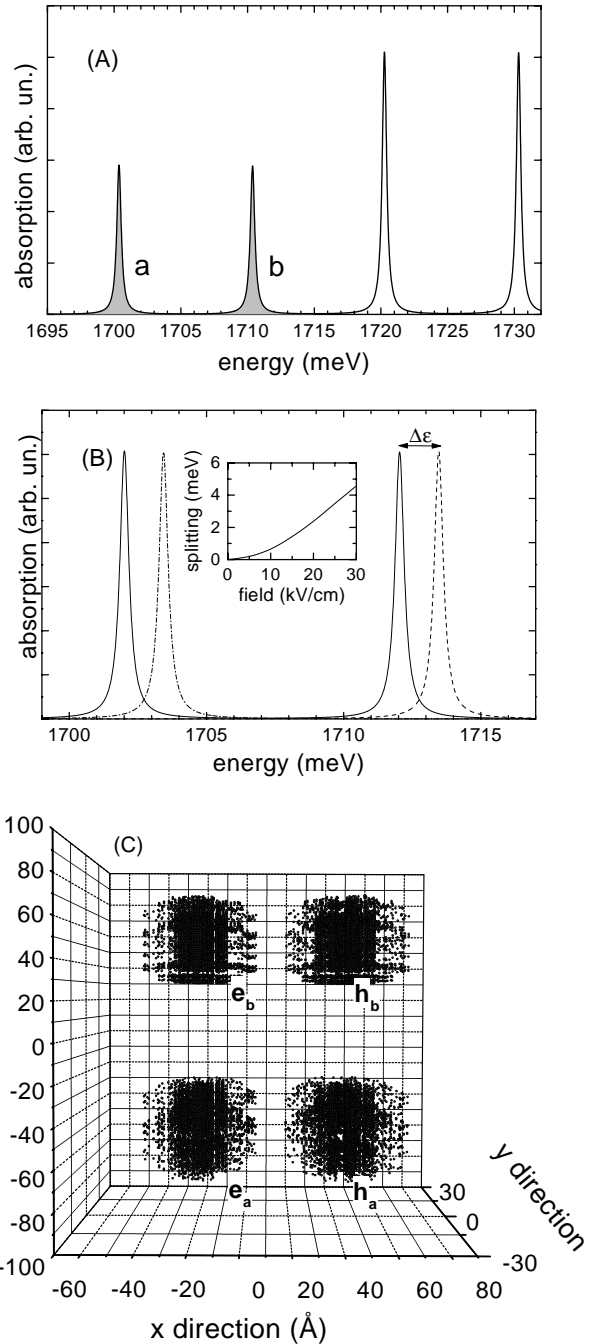 (A)
absorption (arb. un.)
a
b
1695 1700 1705 1710 1715 1720 1725 1730
energy (meV)
(B)
Δε
absorption (arb. un.)
splitting (meV)
6
4
2
0
0 10 20 30
field (kV/cm)
1700 1705 1710 1715
energy (meV)
(C)
100
80
60
40
20
0
-20
-40
-60
-80
-100
e_b
h_b
e_a
h_a
y direction
30
0
-30
-60 -40 -20 0 20 40 60 80
x direction (Å)